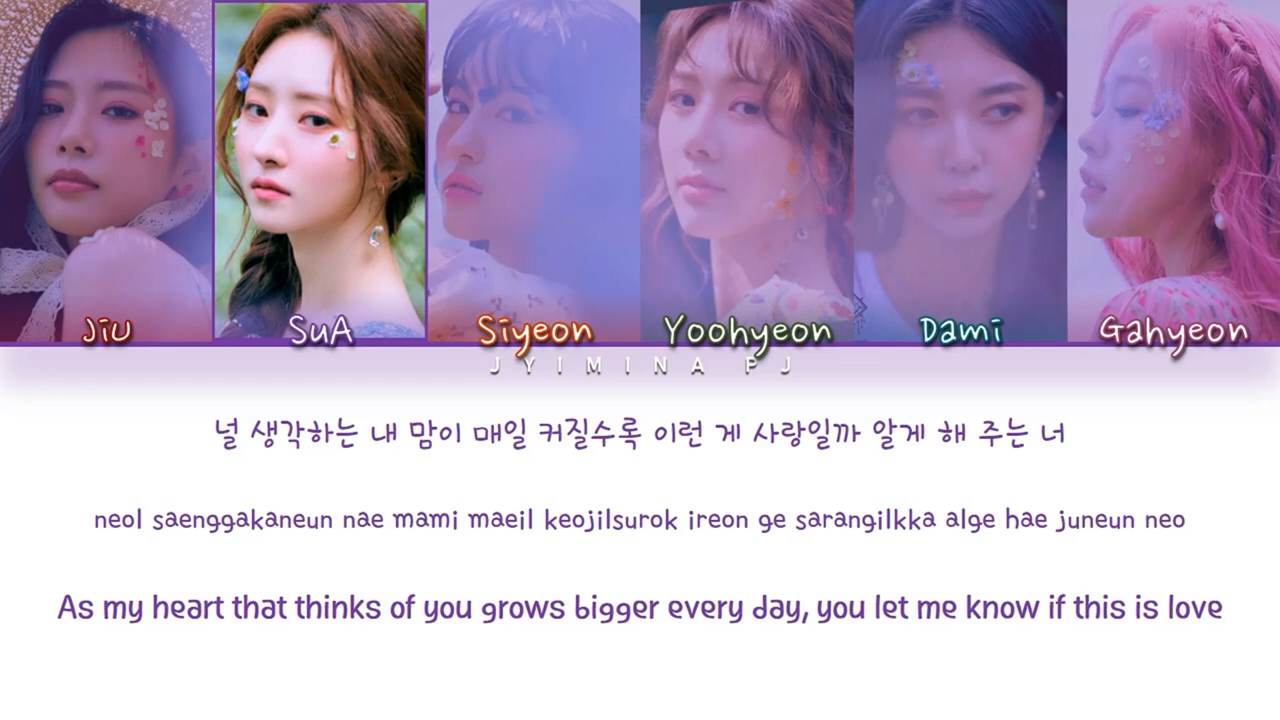 JiU SuA Siyeon Yoohyeon Dami Gahyeon
JYIMINA PJ
널 생각하는 내 맘이 매일 커질수록 이런 게 사랑일까 알게 해 주는 너
neol saenggakaneun nae mami maeil keojilsurok ireon ge sarangilkka alge hae juneun neo
As my heart that thinks of you grows bigger every day, you let me know if this is love